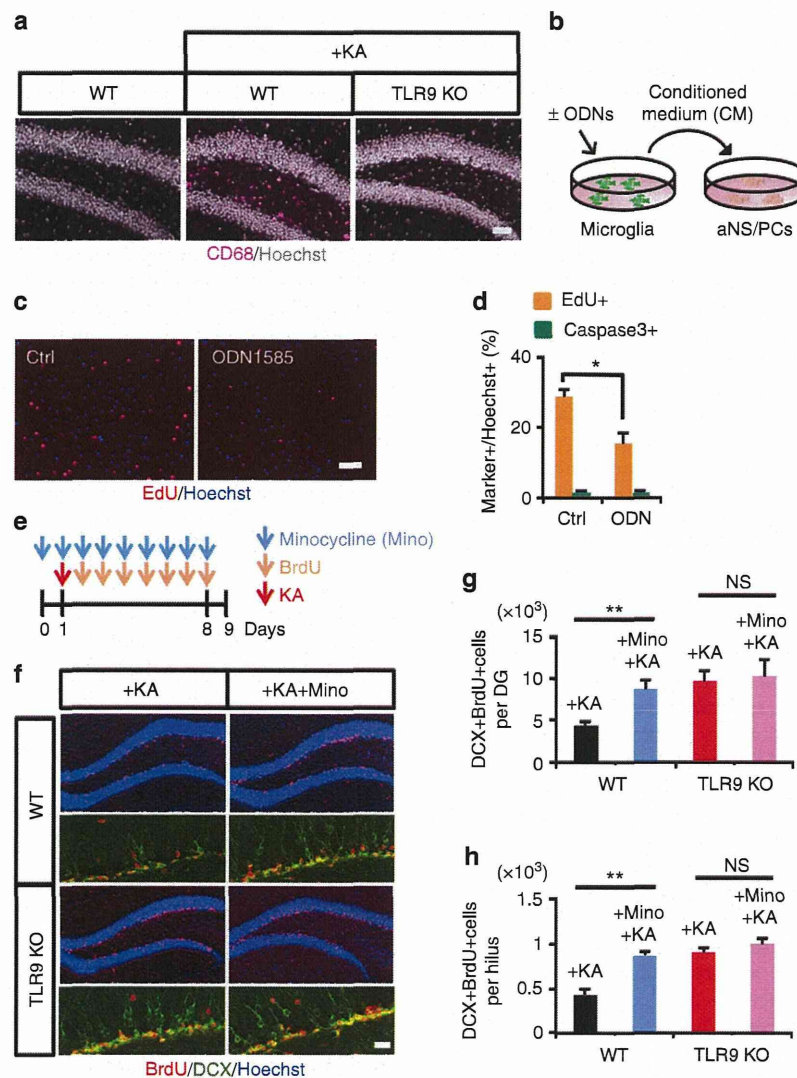 a
+KA
WT
WT
TLR9 KO
CD68/Hoechst
b
± ODNs
Conditioned
medium (CM)
Microglia
aNS/PCs
c
Ctrl
ODN1585
EdU/Hoechst
d
EdU+
Caspase3+
Marker+/Hoechst+ (%)
40
20
0
*
Ctrl
ODN
e
Minocycline (Mino)
BrdU
KA
0 1 8 9 Days
f
+KA
+KA+Mino
WT
TLR9 KO
BrdU/DCX/Hoechst
g
(×10³)
DCX+BrdU+cells
per DG
15
10
5
0
**
NS
+KA
+Mino
+KA
+KA
+Mino
+KA
WT
TLR9 KO
h
(×10³)
DCX+BrdU+cells
per hilus
1.5
1
0.5
0
**
NS
+KA
+Mino
+KA
+KA
+Mino
+KA
WT
TLR9 KO